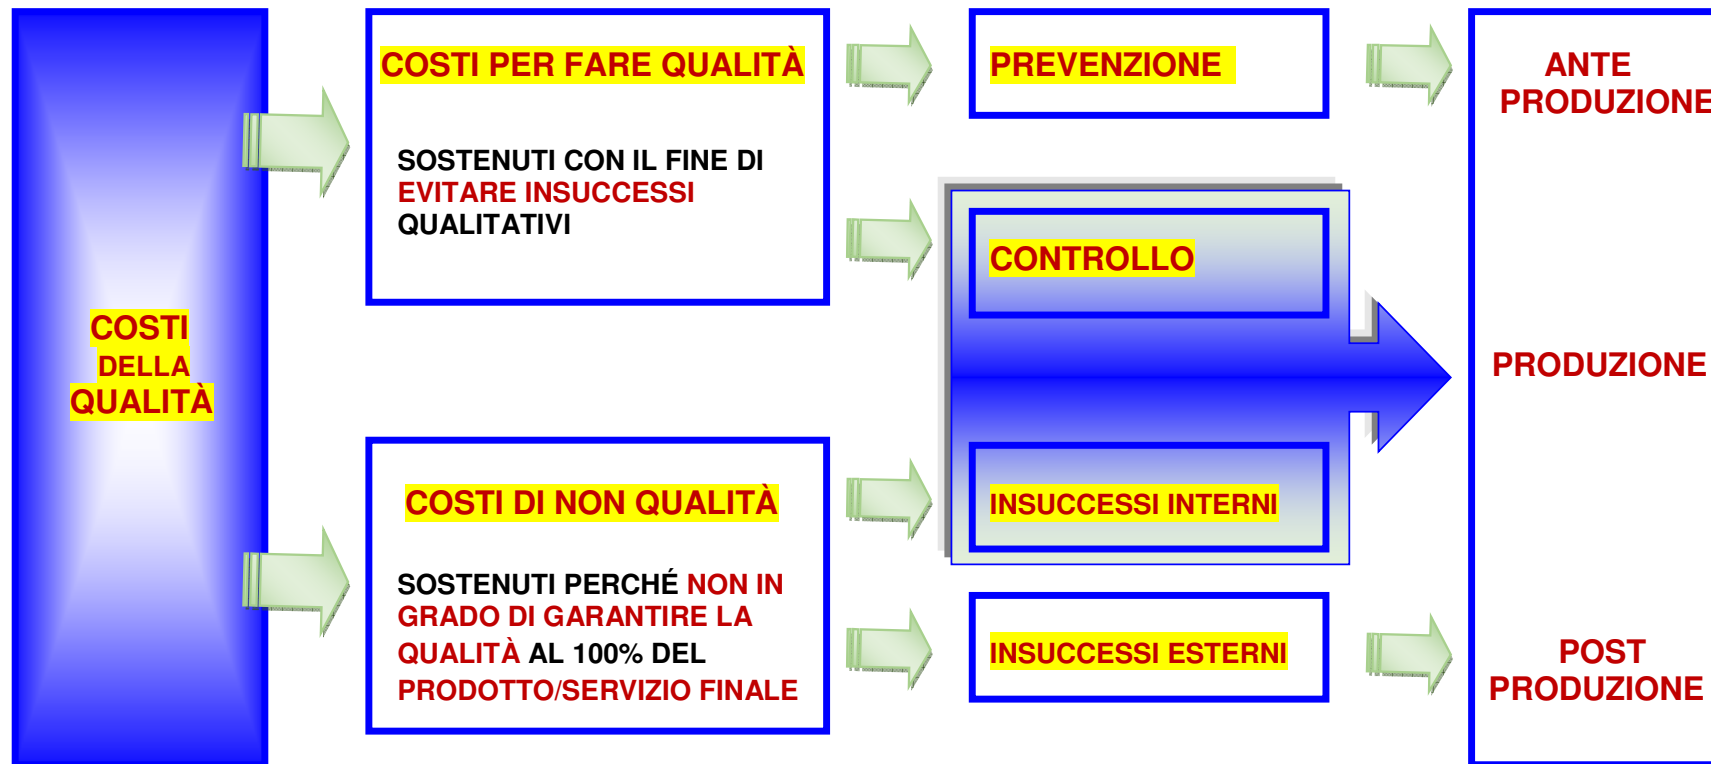 COSTI
DELLA
QUALITÀ
COSTI PER FARE QUALITÀ
SOSTENUTI CON IL FINE DI
EVITARE INSUCCESSI
QUALITATIVI
COSTI DI NON QUALITÀ
SOSTENUTI PERCHÉ NON IN
GRADO DI GARANTIRE LA
QUALITÀ AL 100% DEL
PRODOTTO/SERVIZIO FINALE
PREVENZIONE
CONTROLLO
INSUCCESSI INTERNI
INSUCCESSI ESTERNI
ANTE
PRODUZIONE
PRODUZIONE
POST
PRODUZIONE